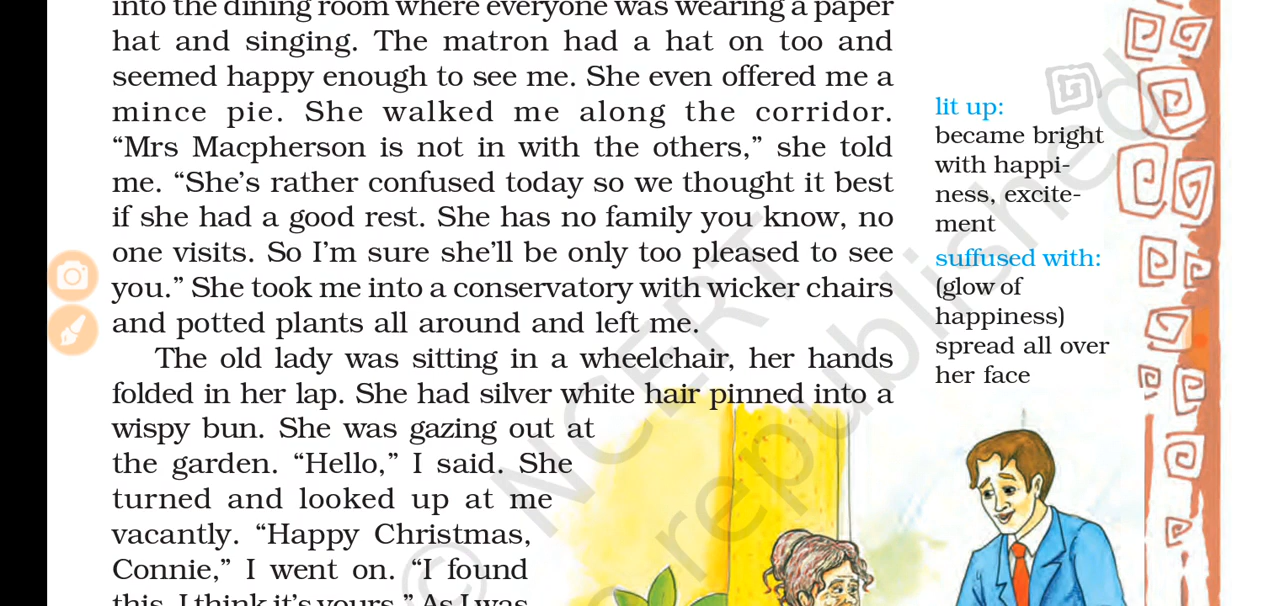 into the dining room where everyone was wearing a paper
hat and singing. The matron had a hat on too and
seemed happy enough to see me. She even offered me a
mince pie. She walked me along the corridor.
“Mrs Macpherson is not in with the others,” she told
me. “She’s rather confused today so we thought it best
if she had a good rest. She has no family you know, no
one visits. So I’m sure she’ll be only too pleased to see
you.” She took me into a conservatory with wicker chairs
and potted plants all around and left me.
The old lady was sitting in a wheelchair, her hands
folded in her lap. She had silver white hair pinned into a
wispy bun. She was gazing out at
the garden. “Hello,” I said. She
turned and looked up at me
vacantly. “Happy Christmas,
Connie,” I went on. “I found
this. I think it’s yours.” As I was
lit up:
became bright
with happi-
ness, excite-
ment
suffused with:
(glow of
happiness)
spread all over
her face
© NCERT
republished